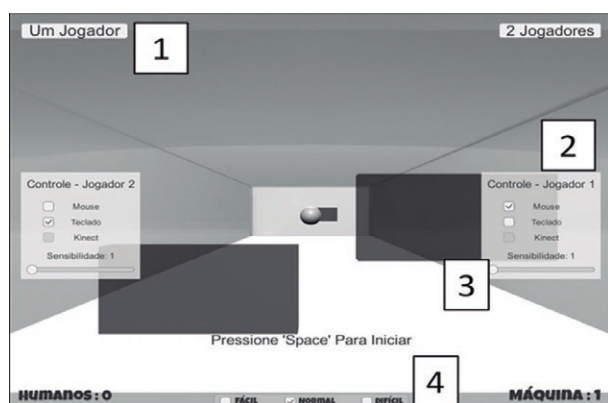 Um Jogador
1
2 Jogadores
2
Controle - Jogador 2
Mouse
Teclado
Kinect
Sensibilidade: 1
Controle - Jogador 1
Mouse
Teclado
Kinect
Sensibilidade: 1
3
Pressione 'Space' Para Iniciar
4
HUMANOS: 0
FÁCIL
NORMAL
DIFÍCIL
MÁQUINA: 1